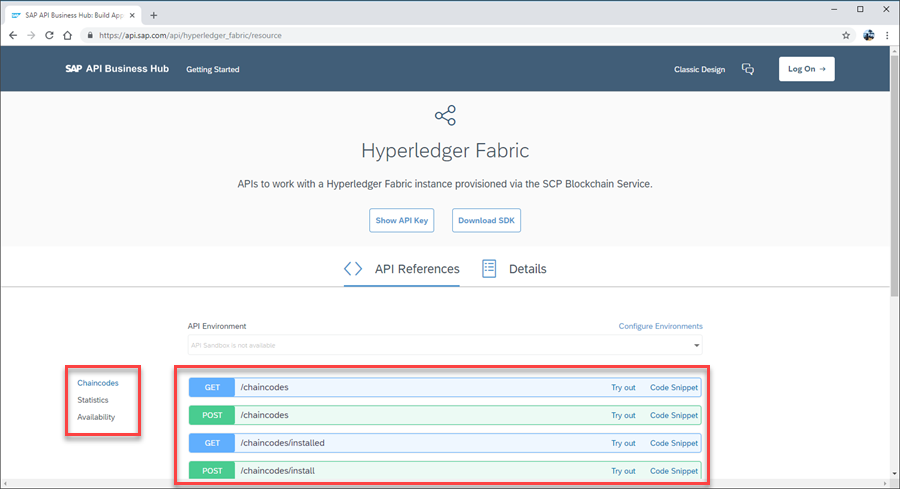 SAP API Business Hub: Build App
https://api.sap.com/api/hyperledger_fabric/resource
SAP API Business Hub Getting Started Classic Design Log On →
Hyperledger Fabric
APIs to work with a Hyperledger Fabric instance provisioned via the SCP Blockchain Service.
Show API Key Download SDK
API References Details
API Environment Configure Environments
API Sandbox is not available
Chaincodes
Statistics
Availability
GET /chaincodes Try out Code Snippet
POST /chaincodes Try out Code Snippet
GET /chaincodes/installed Try out Code Snippet
POST /chaincodes/install Try out Code Snippet